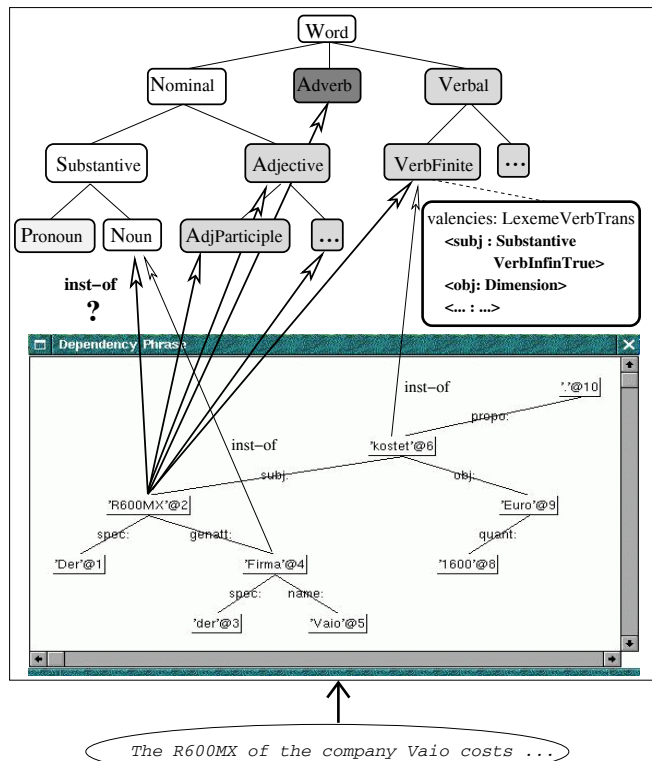 Word
Nominal Adverb Verbal
Substantive Adjective VerbFinite ...
Pronoun Noun AdjParticiple ...
valencies: LexemeVerbTrans
<subj : Substantive
VerbInfinTrue>
<obj: Dimension>
<... : ...>
inst-of
?
Dependency Phrase
inst-of
'.'@10
propo:
inst-of
'kostet'@6
subj: obj:
'R600MX'@2 'Euro'@9
spec: genatt: quant:
'Der'@1 'Firma'@4 '1600'@8
spec: name:
'der'@3 'Vaio'@5
The R600MX of the company Vaio costs ...